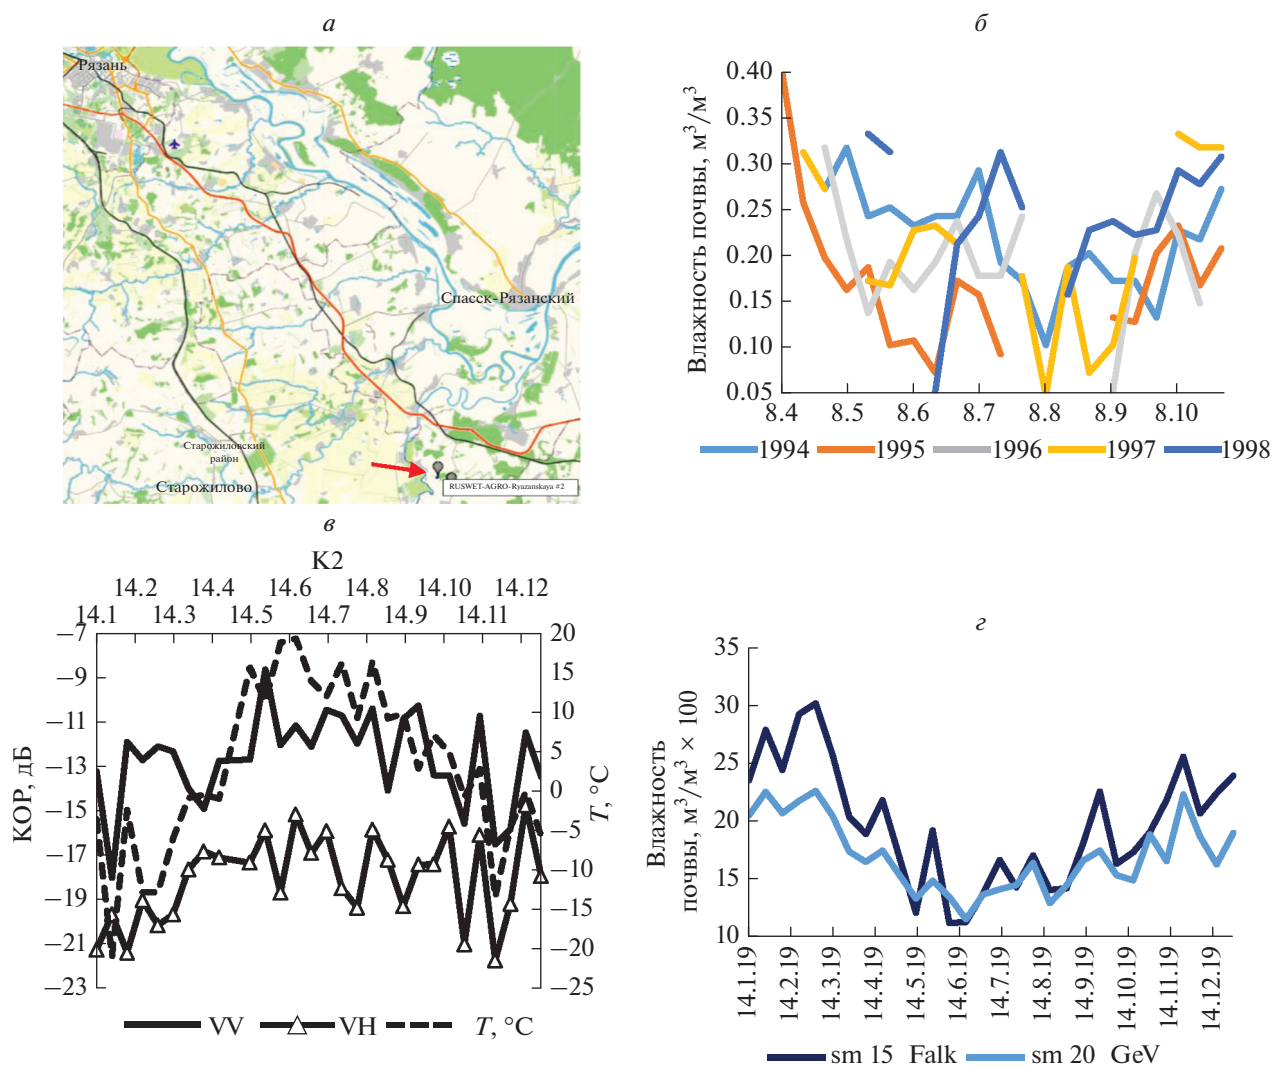 а
Рязань
Спасск-Рязанский
Старожиловский
район
Старожилово
RUSWET-AGRO-Ryazanskaya #2
б
Влажность почвы, м³/м³
0.40
0.30
0.25
0.20
0.15
0.10
0.05
8.4 8.5 8.6 8.7 8.8 8.9 8.10
1994 1995 1996 1997 1998
в
K2
14.2 14.4 14.6 14.8 14.10 14.12
14.1 14.3 14.5 14.7 14.9 14.11
КОР, дБ
−7
−9
−11
−13
−15
−17
−19
−21
−23
20
15
10
5
0
−5
−10
−15
−20
−25
T, °C
VV VH T, °C
г
Влажность
почвы, м³/м³ × 100
35
30
25
20
15
10
14.1.19 14.2.19 14.3.19 14.4.19 14.5.19 14.6.19 14.7.19 14.8.19 14.9.19 14.10.19 14.11.19 14.12.19
sm 15 Falk sm 20 GeV